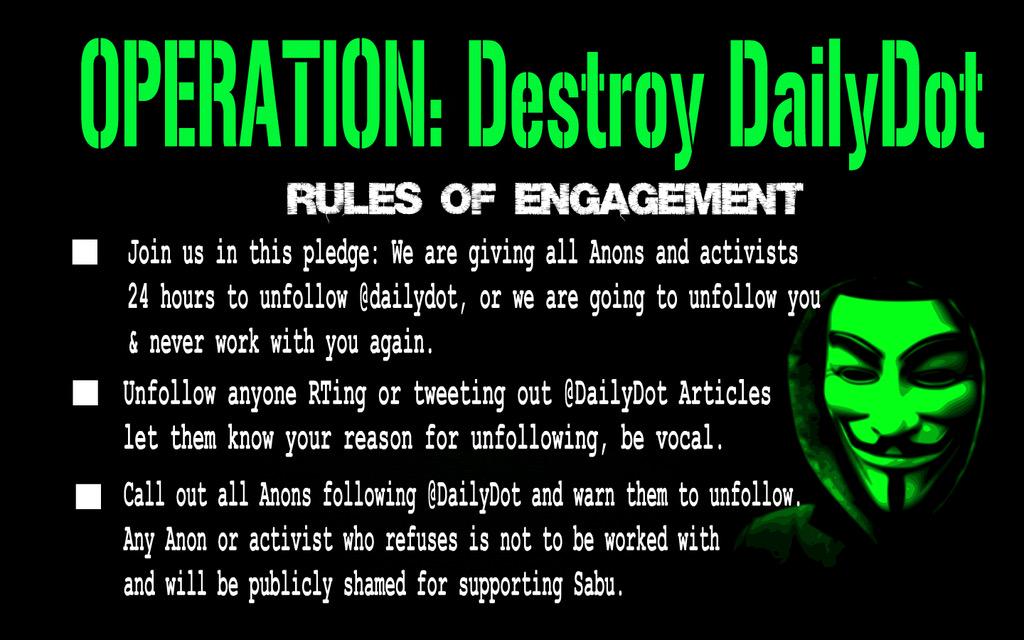 OPERATION: Destroy DailyDot
RULES OF ENGAGEMENT
Join us in this pledge: We are giving all Anons and activists
24 hours to unfollow @dailydot, or we are going to unfollow you
& never work with you again.
Unfollow anyone RTing or tweeting out @DailyDot Articles
let them know your reason for unfollowing, be vocal.
Call out all Anons following @DailyDot and warn them to unfollow.
Any Anon or activist who refuses is not to be worked with
and will be publicly shamed for supporting Sabu.